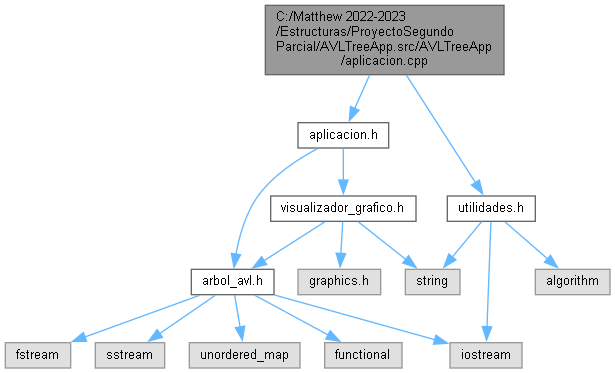 C:/Matthew 2022-2023
/Estructuras/ProyectoSegundo
Parcial/AVLTreeApp.src/AVLTreeApp
/aplicacion.cpp
aplicacion.h
visualizador_grafico.h
utilidades.h
arbol_avl.h
graphics.h
string
algorithm
fstream
sstream
unordered_map
functional
iostream